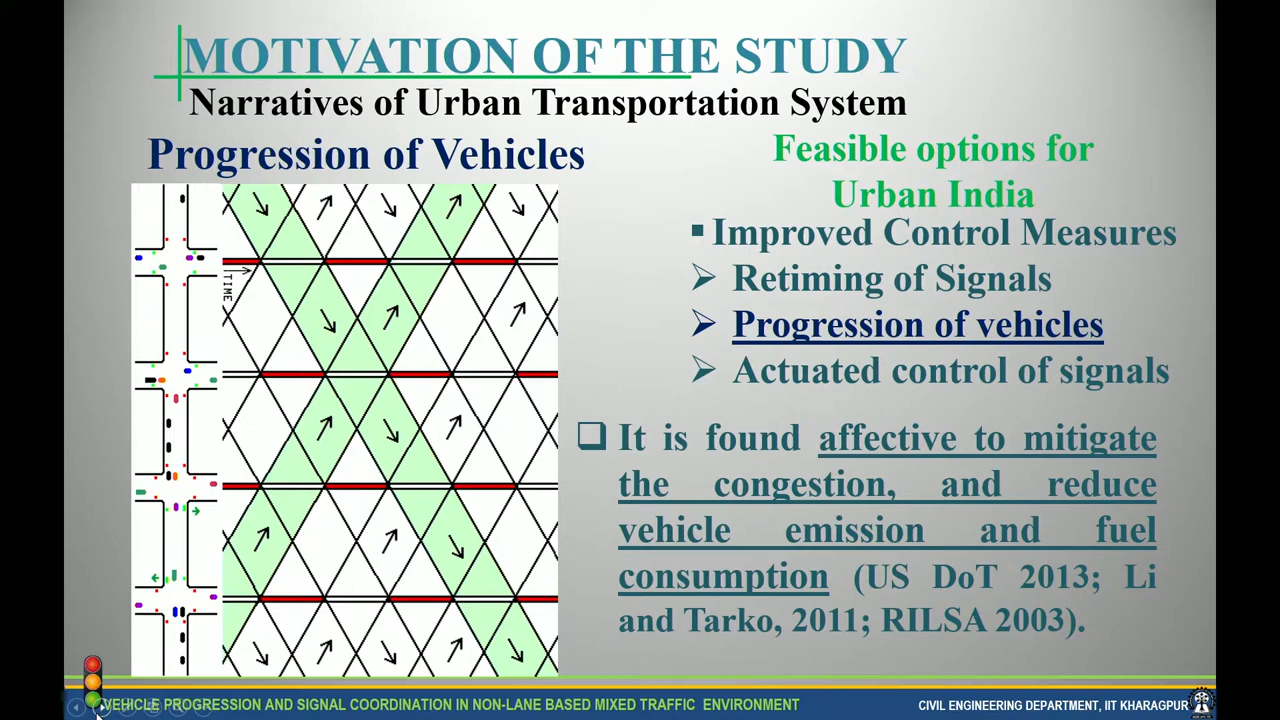 MOTIVATION OF THE STUDY
Narratives of Urban Transportation System
Progression of Vehicles
TIME
Feasible options for
Urban India
▪ Improved Control Measures
➢ Retiming of Signals
➢ Progression of vehicles
➢ Actuated control of signals
❑ It is found affective to mitigate
the congestion, and reduce
vehicle emission and fuel
consumption (US DoT 2013; Li
and Tarko, 2011; RILSA 2003).
VEHICLE PROGRESSION AND SIGNAL COORDINATION IN NON-LANE BASED MIXED TRAFFIC ENVIRONMENT
CIVIL ENGINEERING DEPARTMENT, IIT KHARAGPUR